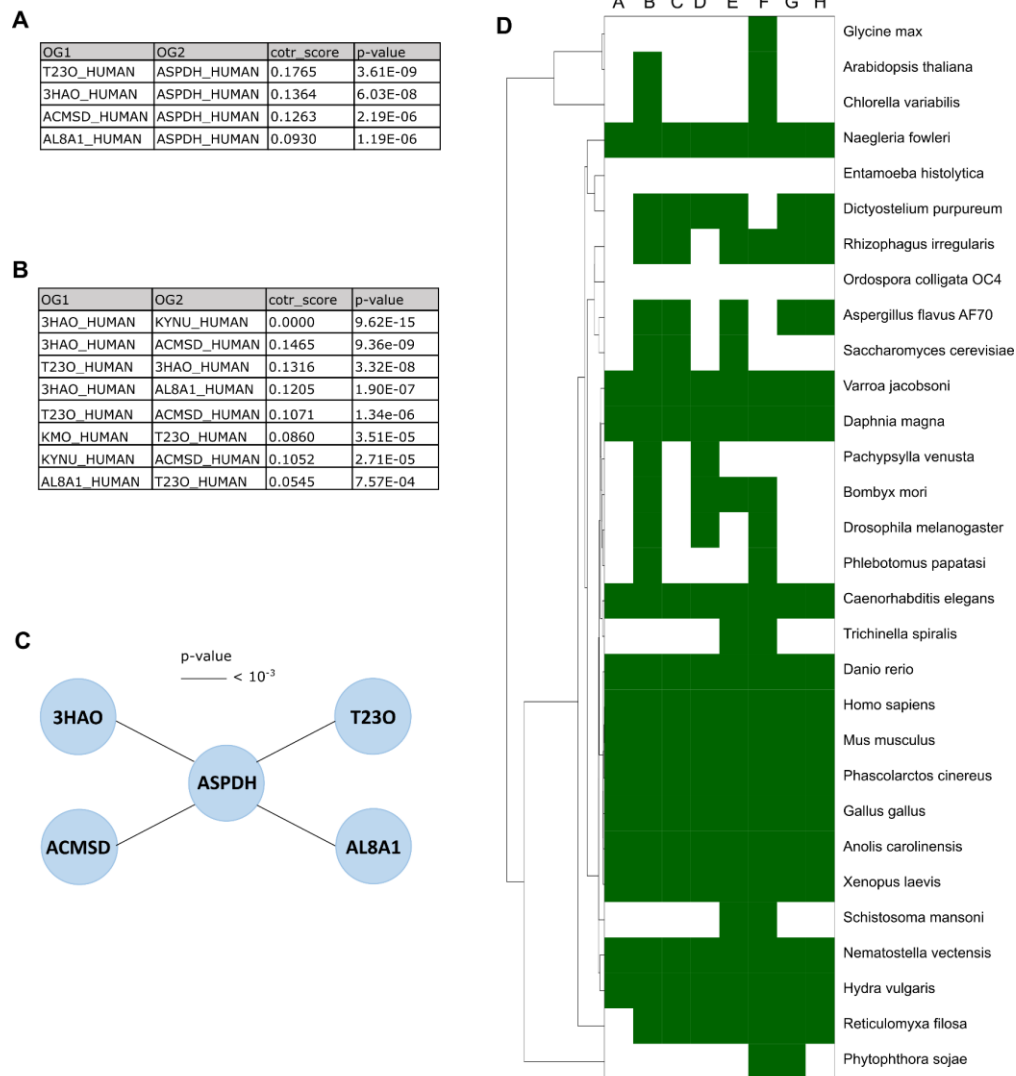 A
OG1 OG2 cotr_score p-value
T23O_HUMAN ASPDH_HUMAN 0.1765 3.61E-09
3HAO_HUMAN ASPDH_HUMAN 0.1364 6.03E-08
ACMSD_HUMAN ASPDH_HUMAN 0.1263 2.19E-06
AL8A1_HUMAN ASPDH_HUMAN 0.0930 1.19E-06
B
OG1 OG2 cotr_score p-value
3HAO_HUMAN KYNU_HUMAN 0.0000 9.62E-15
3HAO_HUMAN ACMSD_HUMAN 0.1465 9.36e-09
T23O_HUMAN 3HAO_HUMAN 0.1316 3.32E-08
3HAO_HUMAN AL8A1_HUMAN 0.1205 1.90E-07
T23O_HUMAN ACMSD_HUMAN 0.1071 1.34e-06
KMO_HUMAN T23O_HUMAN 0.0860 3.51E-05
KYNU_HUMAN ACMSD_HUMAN 0.1052 2.71E-05
AL8A1_HUMAN T23O_HUMAN 0.0545 7.57E-04
C
p-value
< 10⁻³
3HAO T23O
ASPDH
ACMSD AL8A1
D
A B C D E F G H
Glycine max
Arabidopsis thaliana
Chlorella variabilis
Naegleria fowleri
Entamoeba histolytica
Dictyostelium purpureum
Rhizophagus irregularis
Ordospora colligata OC4
Aspergillus flavus AF70
Saccharomyces cerevisiae
Varroa jacobsoni
Daphnia magna
Pachypsylla venusta
Bombyx mori
Drosophila melanogaster
Phlebotomus papatasi
Caenorhabditis elegans
Trichinella spiralis
Danio rerio
Homo sapiens
Mus musculus
Phascolarctos cinereus
Gallus gallus
Anolis carolinensis
Xenopus laevis
Schistosoma mansoni
Nematostella vectensis
Hydra vulgaris
Reticulomyxa filosa
Phytophthora sojae